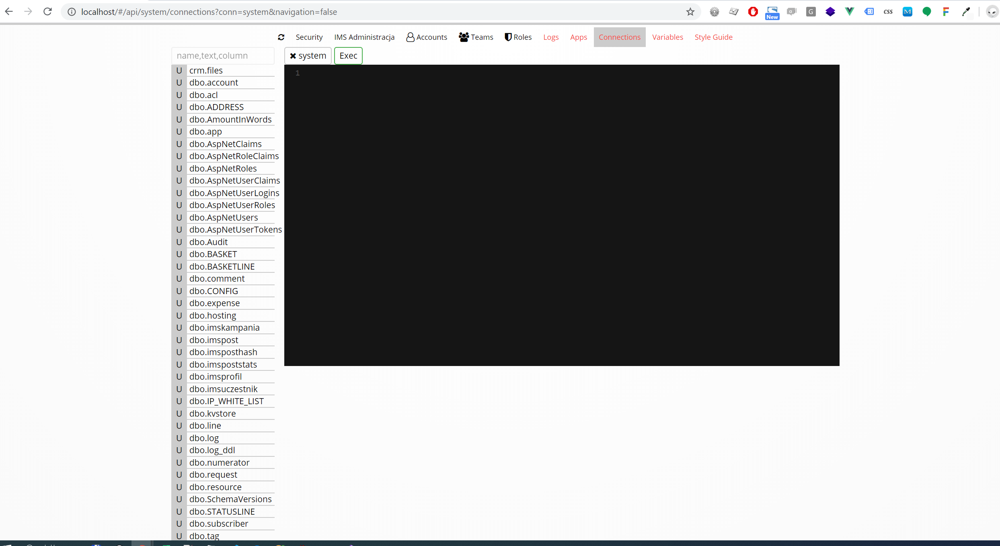 localhost/#/api/system/connections?conn=system&navigation=false
New
a
G
css
M
F
Security IMS Administracja Accounts Teams Roles Logs Apps Connections Variables Style Guide
name,text,column
system Exec
1
U crm.files
U dbo.account
U dbo.acl
U dbo.ADDRESS
U dbo.AmountInWords
U dbo.app
U dbo.AspNetClaims
U dbo.AspNetRoleClaims
U dbo.AspNetRoles
U dbo.AspNetUserClaims
U dbo.AspNetUserLogins
U dbo.AspNetUserRoles
U dbo.AspNetUsers
U dbo.AspNetUserTokens
U dbo.Audit
U dbo.BASKET
U dbo.BASKETLINE
U dbo.comment
U dbo.CONFIG
U dbo.expense
U dbo.hosting
U dbo.imskampania
U dbo.imspost
U dbo.imsposthash
U dbo.imspoststats
U dbo.imsprofil
U dbo.imsuczestnik
U dbo.IP_WHITE_LIST
U dbo.kvstore
U dbo.line
U dbo.log
U dbo.log_ddl
U dbo.numerator
U dbo.request
U dbo.resource
U dbo.SchemaVersions
U dbo.STATUSLINE
U dbo.subscriber
U dbo.tag